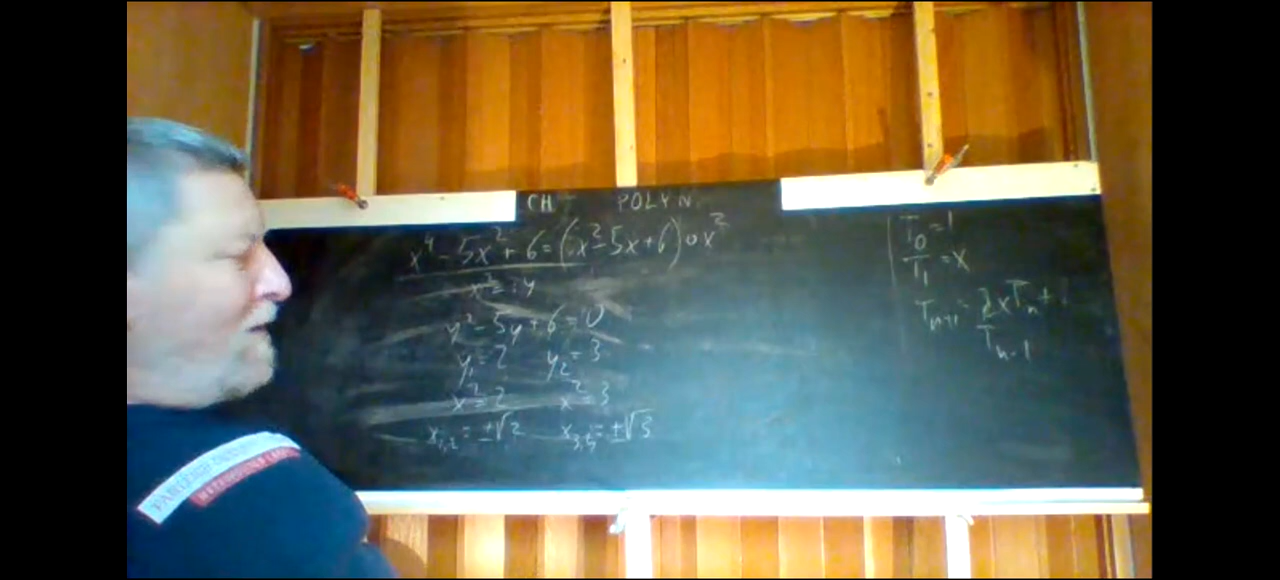 CH POLYN.
x⁴ - 5x² + 6 = (x² - 5x + 6) ∘ x²
x² = : y
y² - 5y + 6 = 0
y₁ = 2 y₂ = 3
x² = 2 x² = 3
x₁,₂ = ±√2 x₃,₄ = ±√3
T₀ = 1
T₁ = x
Tₙ₊₁ = 2xTₙ +
Tₙ₋₁